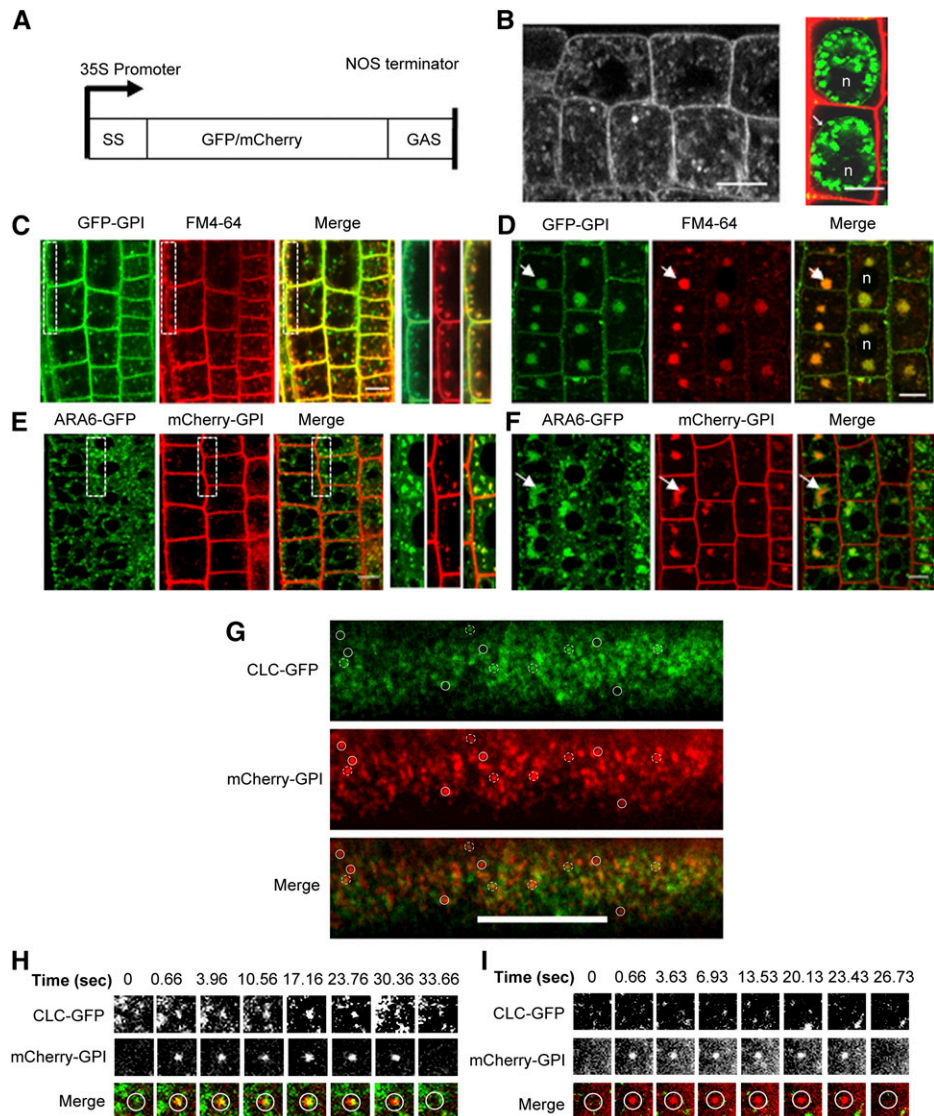 A
35S Promoter
NOS terminator
SS
GFP/mCherry
GAS
B
n
n
C
GFP-GPI
FM4-64
Merge
D
GFP-GPI
FM4-64
Merge
n
n
E
ARA6-GFP
mCherry-GPI
Merge
F
ARA6-GFP
mCherry-GPI
Merge
G
CLC-GFP
mCherry-GPI
Merge
H
Time (sec) 0 0.66 3.96 10.56 17.16 23.76 30.36 33.66
CLC-GFP
mCherry-GPI
Merge
I
Time (sec) 0 0.66 3.63 6.93 13.53 20.13 23.43 26.73
CLC-GFP
mCherry-GPI
Merge